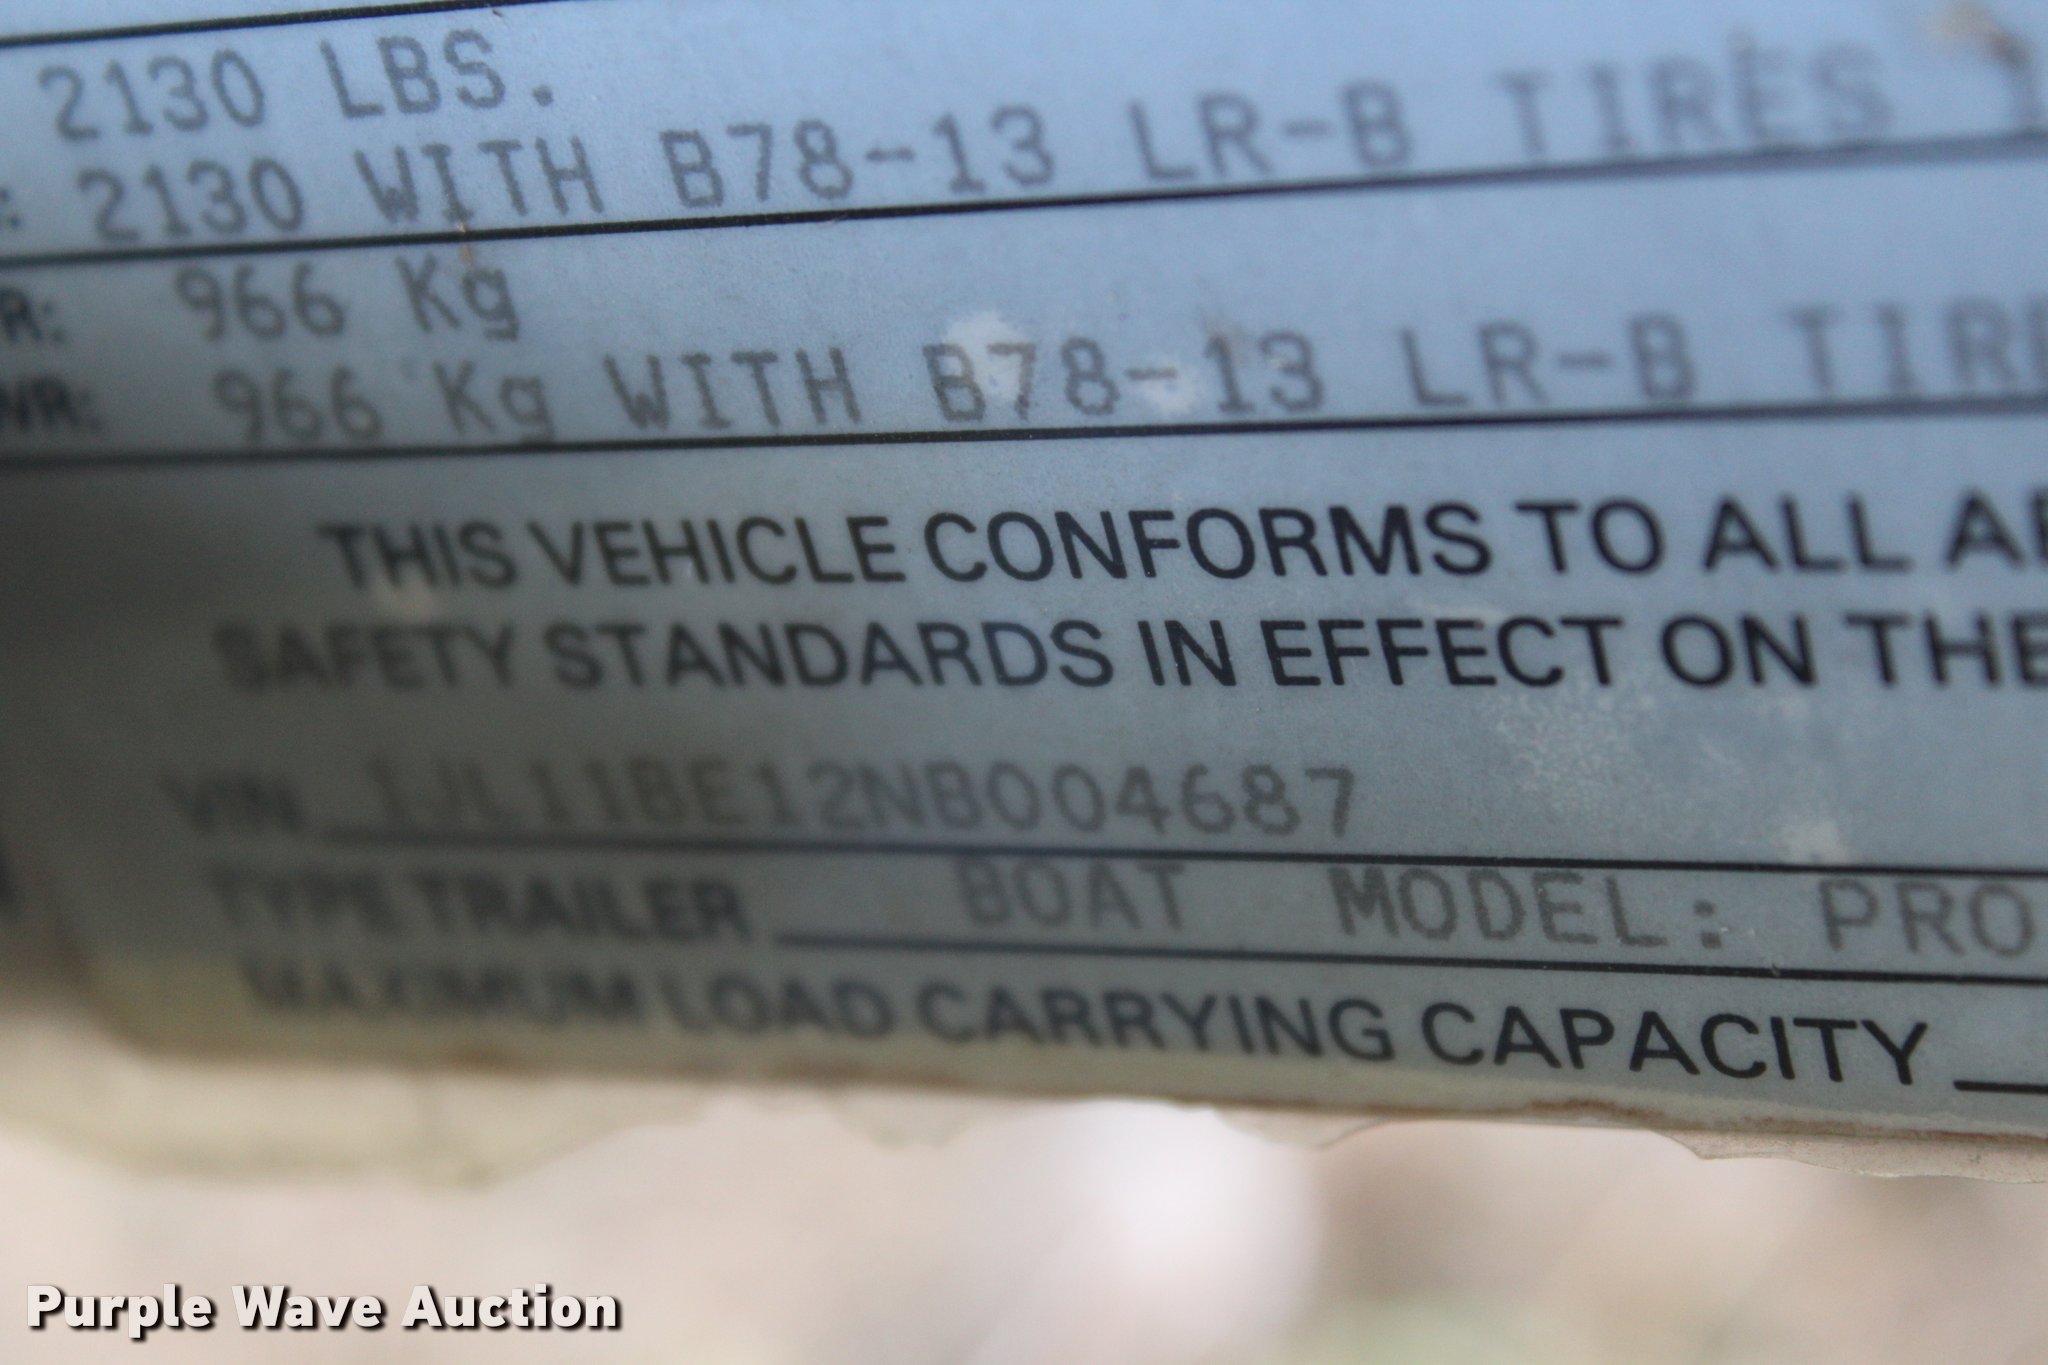 2130 LBS.
: 2130 WITH B78-13 LR-B TIRES
R: 966 Kg
WR: 966 Kg WITH B78-13 LR-B TIRE
THIS VEHICLE CONFORMS TO ALL
SAFETY STANDARDS IN EFFECT ON THE
VIN 1JL11BE12NB004687
TYPE TRAILER BOAT MODEL: PRO
MAXIMUM LOAD CARRYING CAPACITY
Purple Wave Auction